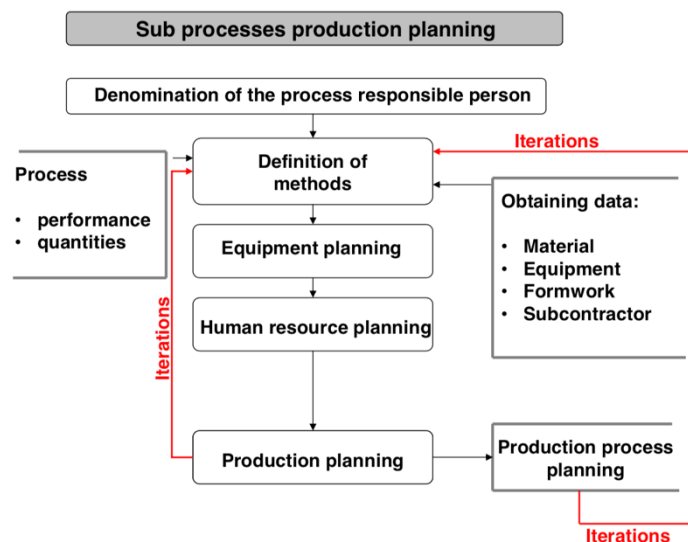 Sub processes production planning
Denomination of the process responsible person
Iterations
Definition of
methods
Process
• performance
• quantities
Obtaining data:
• Material
• Equipment
• Formwork
• Subcontractor
Equipment planning
Human resource planning
Iterations
Production planning
Production process
planning
Iterations